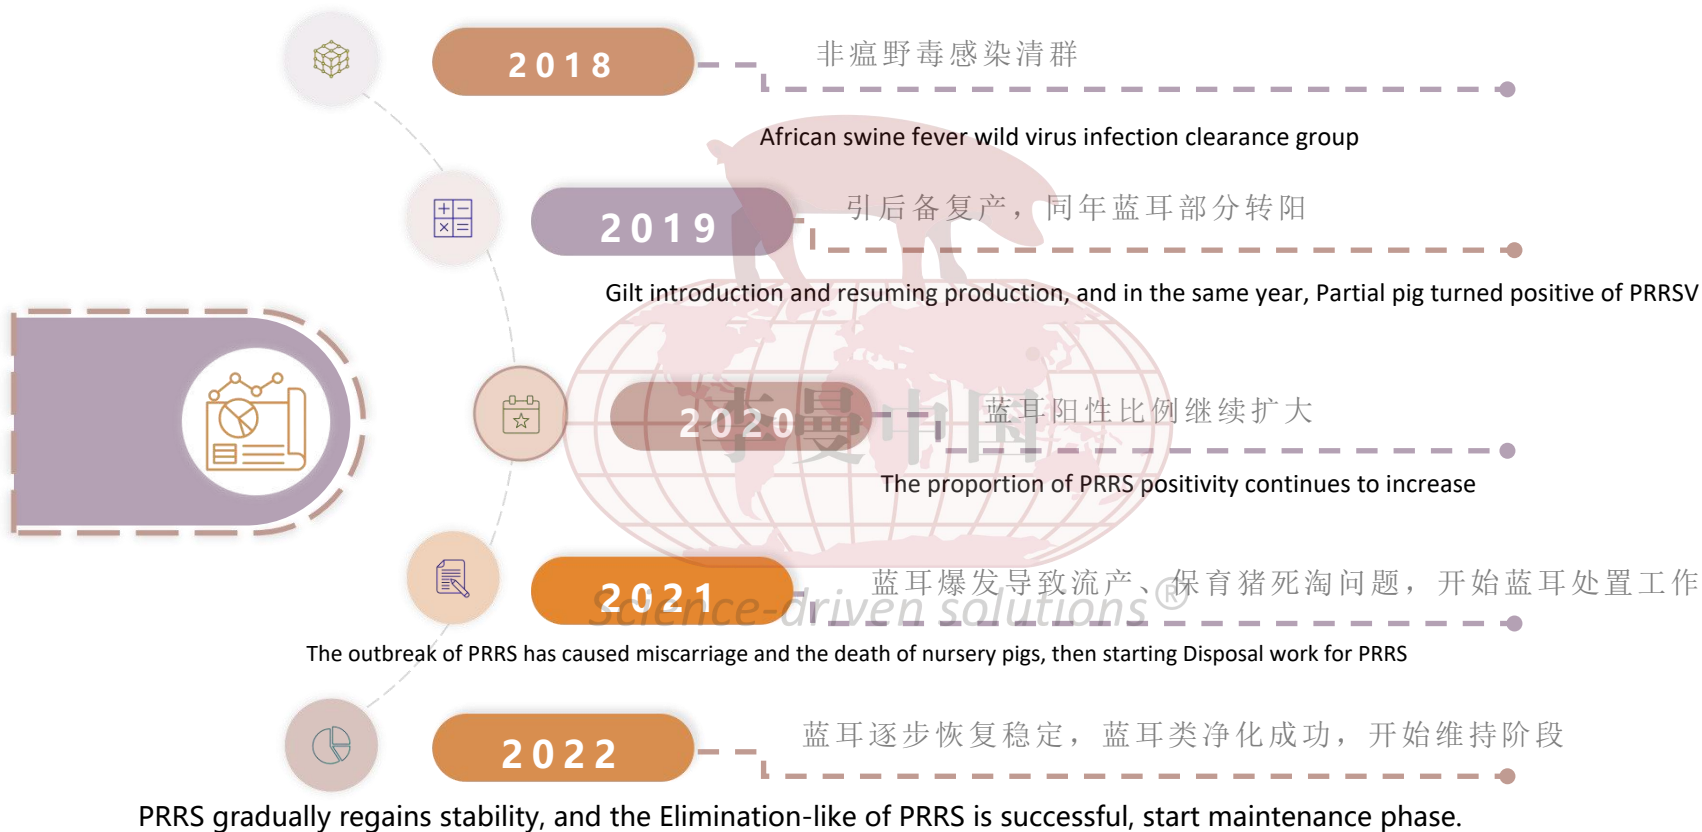 2018
非瘟野毒感染清群
African swine fever wild virus infection clearance group
2019
引后备复产，同年蓝耳部分转阳
Gilt introduction and resuming production, and in the same year, Partial pig turned positive of PRRSV
2020
蓝耳阳性比例继续扩大
李曼中国
The proportion of PRRS positivity continues to increase
2021
蓝耳爆发导致流产、保育猪死淘问题，开始蓝耳处置工作
Science-driven solutions®
The outbreak of PRRS has caused miscarriage and the death of nursery pigs, then starting Disposal work for PRRS
2022
蓝耳逐步恢复稳定，蓝耳类净化成功，开始维持阶段
PRRS gradually regains stability, and the Elimination-like of PRRS is successful, start maintenance phase.